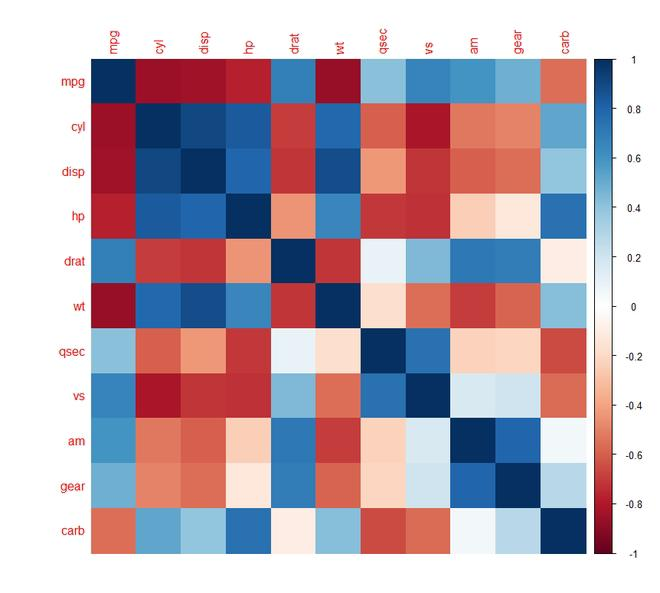 mpg cyl disp hp drat wt qsec vs am gear carb
mpg
cyl
disp
hp
drat
wt
qsec
vs
am
gear
carb
1
0.8
0.6
0.4
0.2
0
-0.2
-0.4
-0.6
-0.8
-1